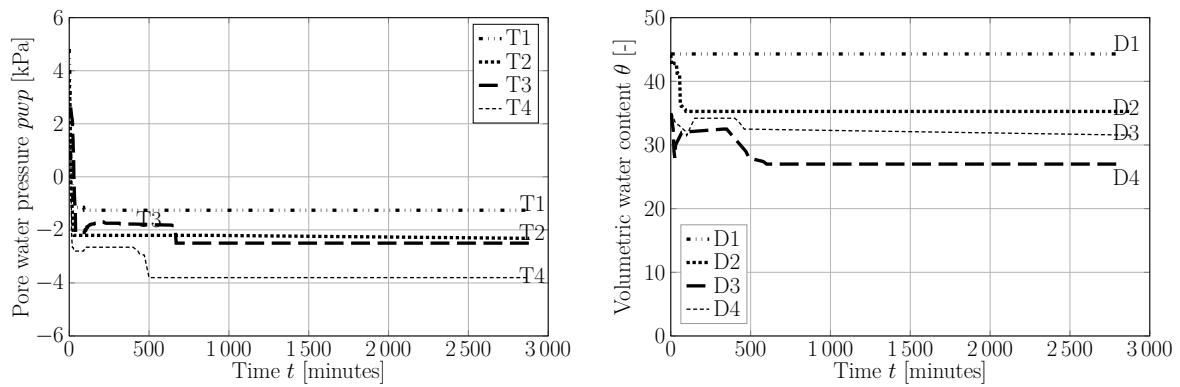 6
4
2
0
−2
−4
−6
Pore water pressure pwp [kPa]
0
500
1 000
1 500
2 000
2 500
3 000
Time t [minutes]
T1
T2
T3
T4
T1
T3
T2
T4
50
40
30
20
10
0
Volumetric water content θ [-]
0
500
1 000
1 500
2 000
2 500
3 000
Time t [minutes]
D1
D2
D3
D4
D1
D2
D3
D4